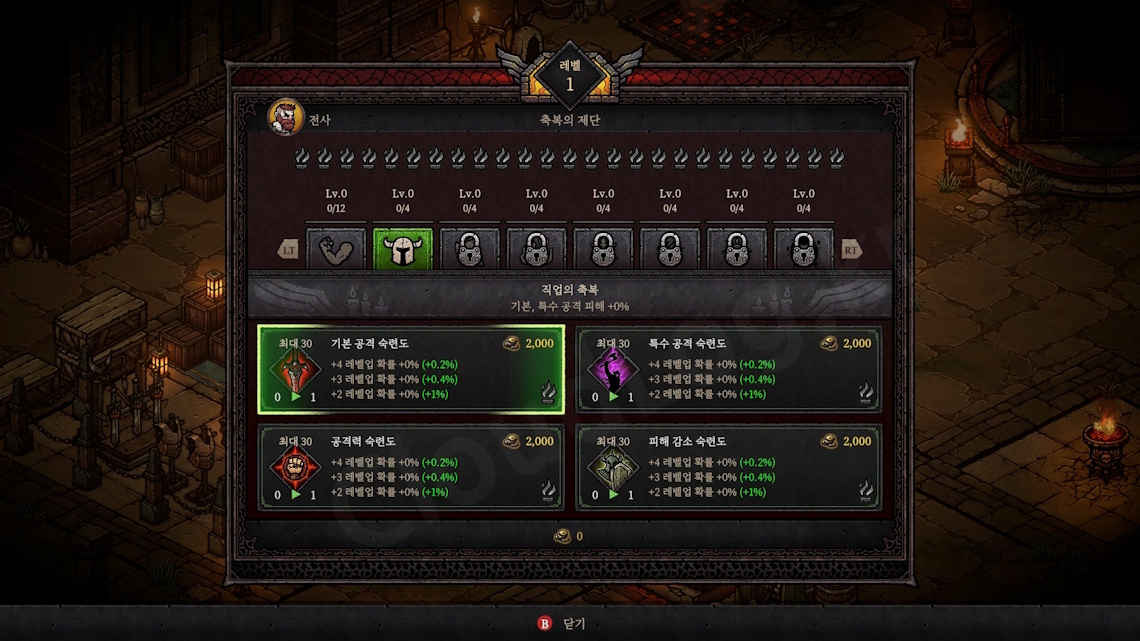 레벨
1
전사
축복의 제단
Lv.0 Lv.0 Lv.0 Lv.0 Lv.0 Lv.0 Lv.0 Lv.0
0/12 0/4 0/4 0/4 0/4 0/4 0/4 0/4
LT RT
직업의 축복
기본, 특수 공격 피해 +0%
최대 30 기본 공격 숙련도 2,000
+4 레벨업 확률 +0% (+0.2%)
+3 레벨업 확률 +0% (+0.4%)
+2 레벨업 확률 +0% (+1%)
0 1
최대 30 특수 공격 숙련도 2,000
+4 레벨업 확률 +0% (+0.2%)
+3 레벨업 확률 +0% (+0.4%)
+2 레벨업 확률 +0% (+1%)
0 1
최대 30 공격력 숙련도 2,000
+4 레벨업 확률 +0% (+0.2%)
+3 레벨업 확률 +0% (+0.4%)
+2 레벨업 확률 +0% (+1%)
0 1
최대 30 피해 감소 숙련도 2,000
+4 레벨업 확률 +0% (+0.2%)
+3 레벨업 확률 +0% (+0.4%)
+2 레벨업 확률 +0% (+1%)
0 1
0
B 닫기